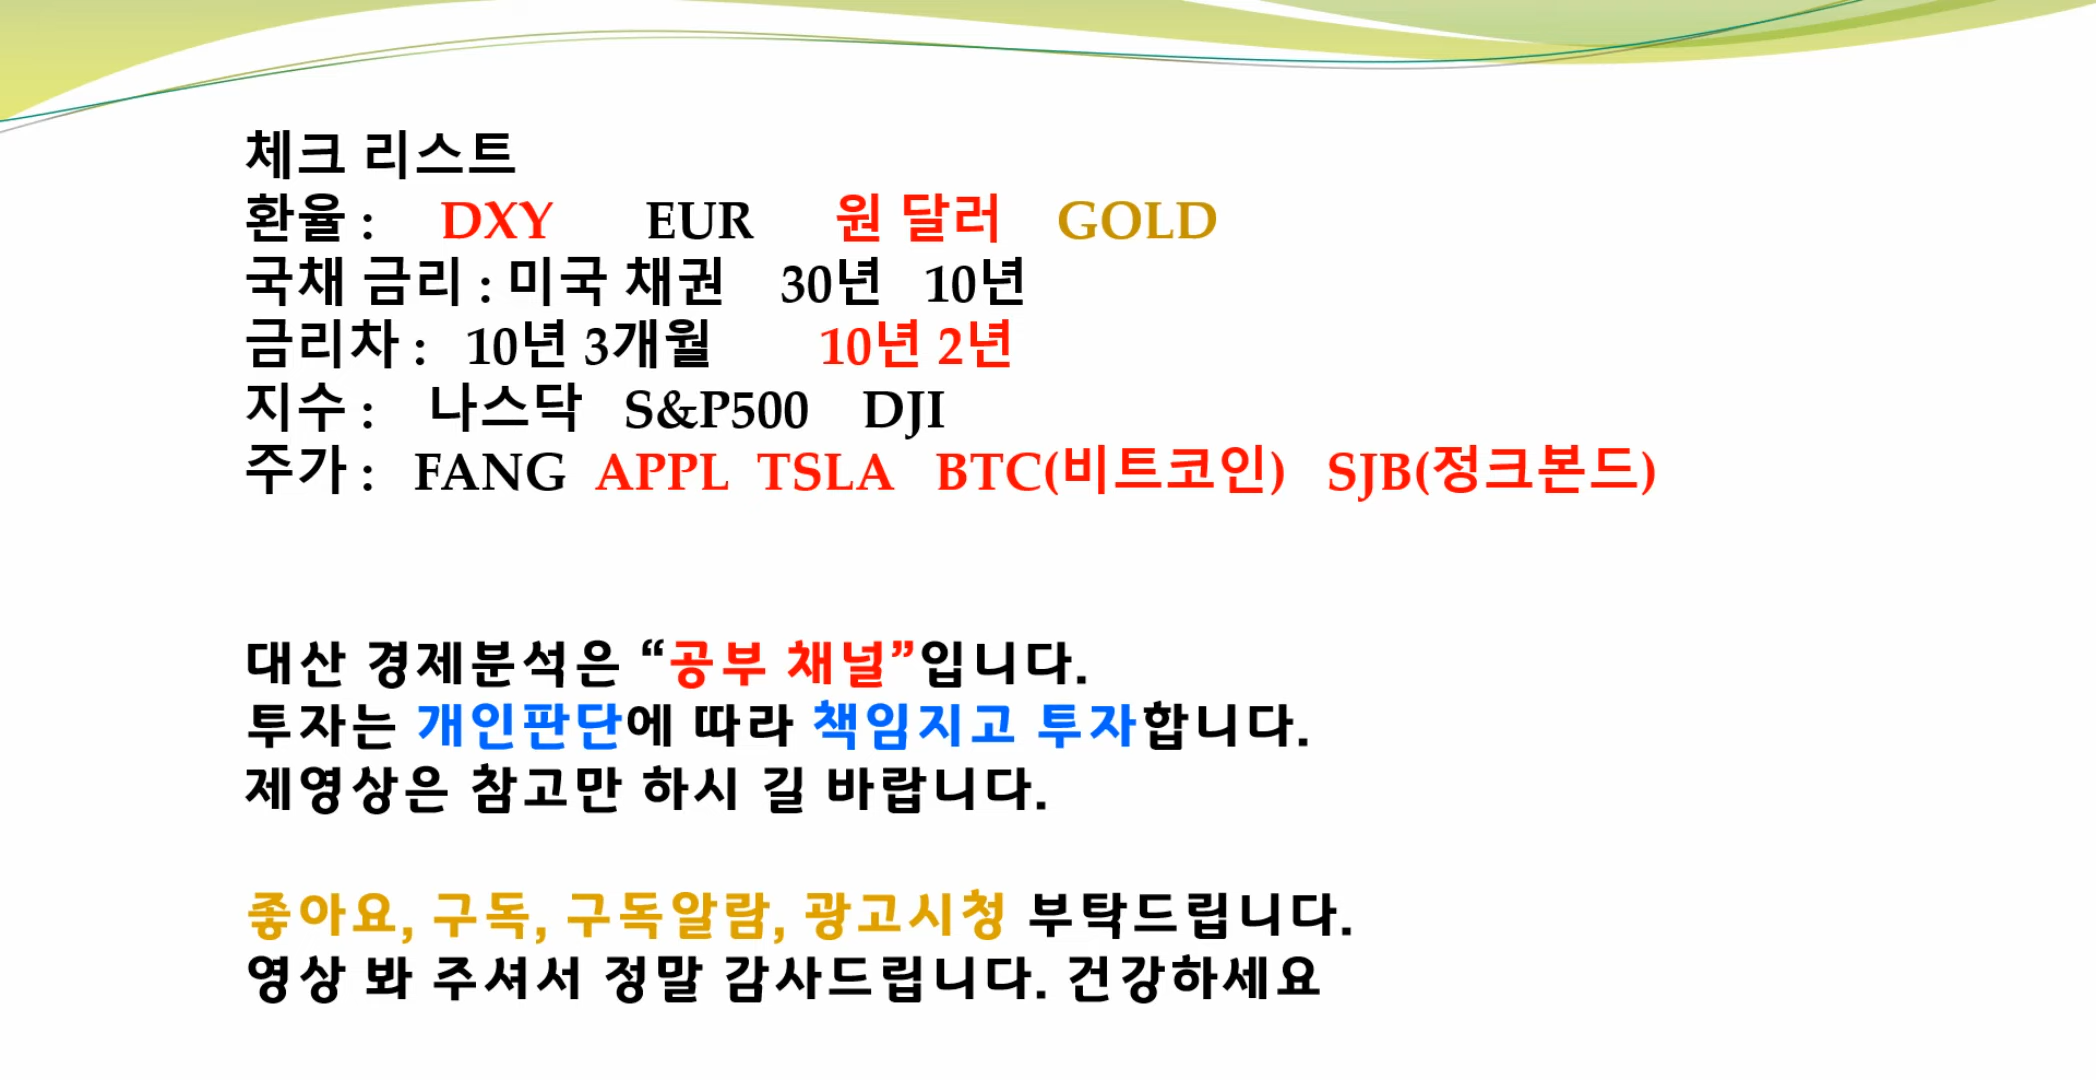 체크 리스트
환율 : DXY EUR 원 달러 GOLD
국채 금리 : 미국 채권 30년 10년
금리차 : 10년 3개월 10년 2년
지수 : 나스닥 S&P500 DJI
주가 : FANG APPL TSLA BTC(비트코인) SJB(정크본드)
대산 경제분석은 “공부 채널”입니다.
투자는 개인판단에 따라 책임지고 투자합니다.
제영상은 참고만 하시 길 바랍니다.
좋아요, 구독, 구독알람, 광고시청 부탁드립니다.
영상 봐 주셔서 정말 감사드립니다. 건강하세요